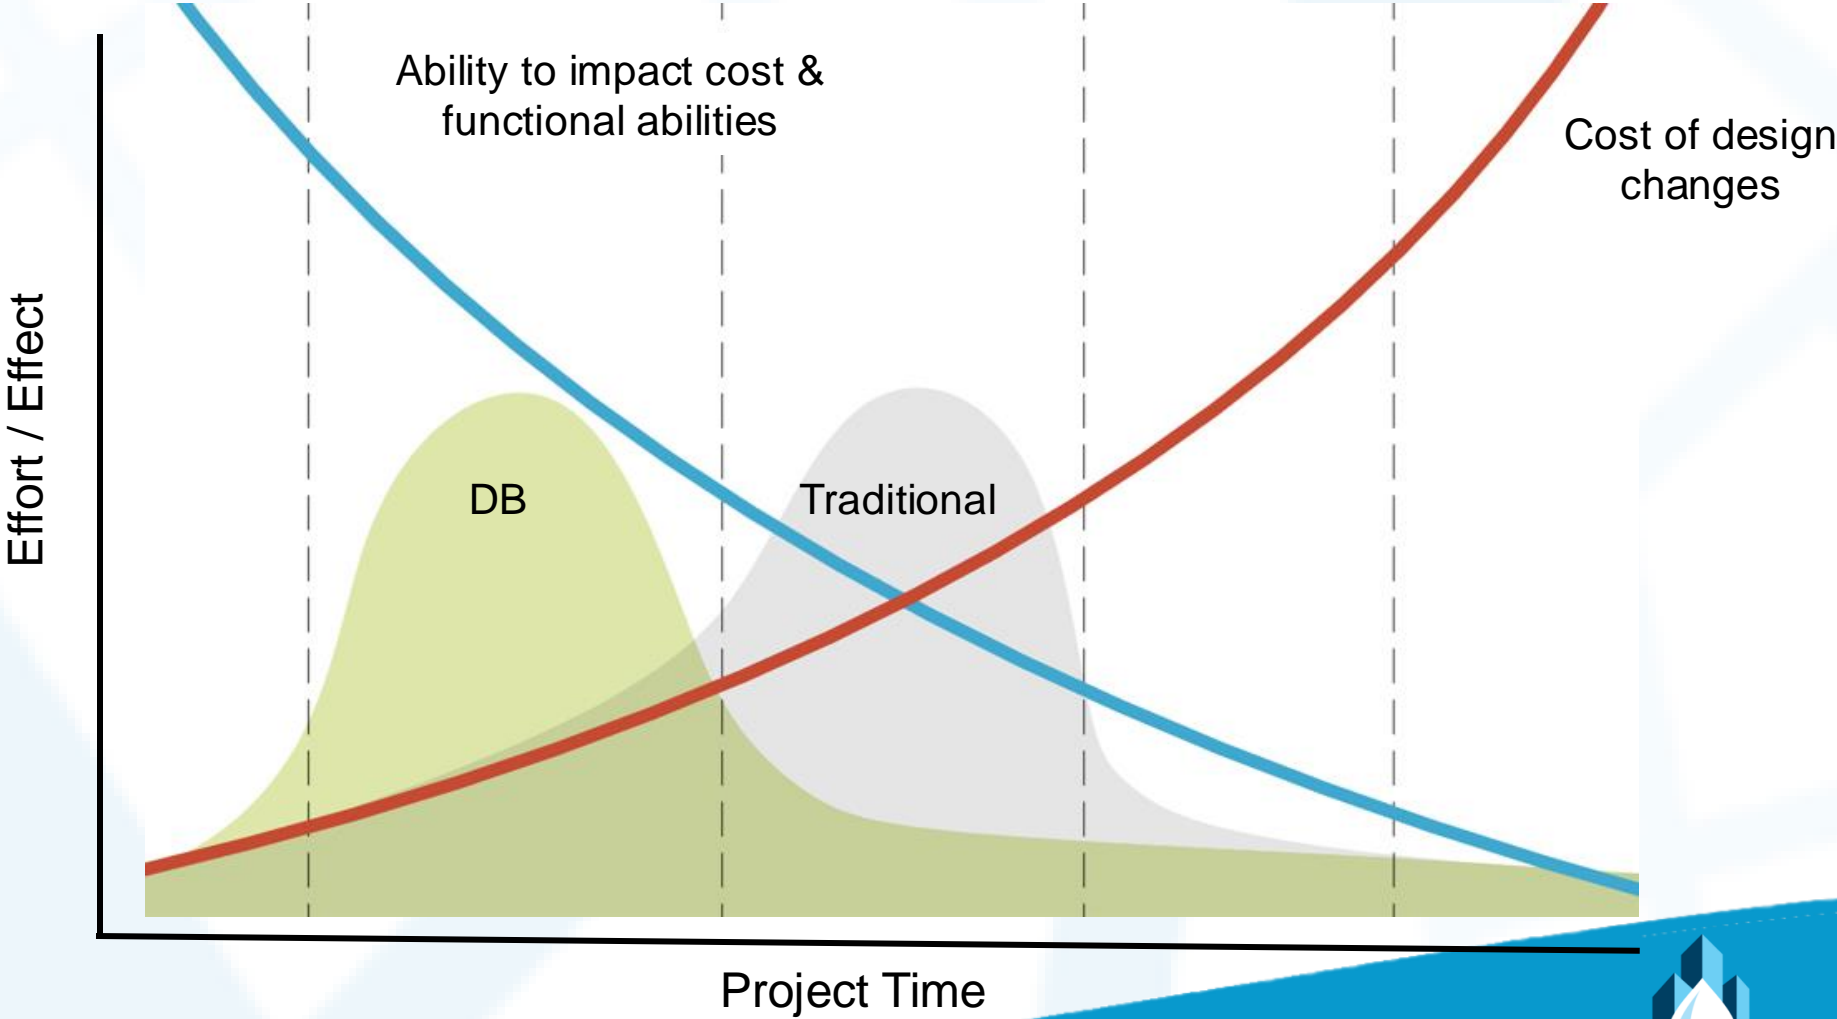 Ability to impact cost &
functional abilities
Cost of design
changes
Effort / Effect
DB
Traditional
Project Time